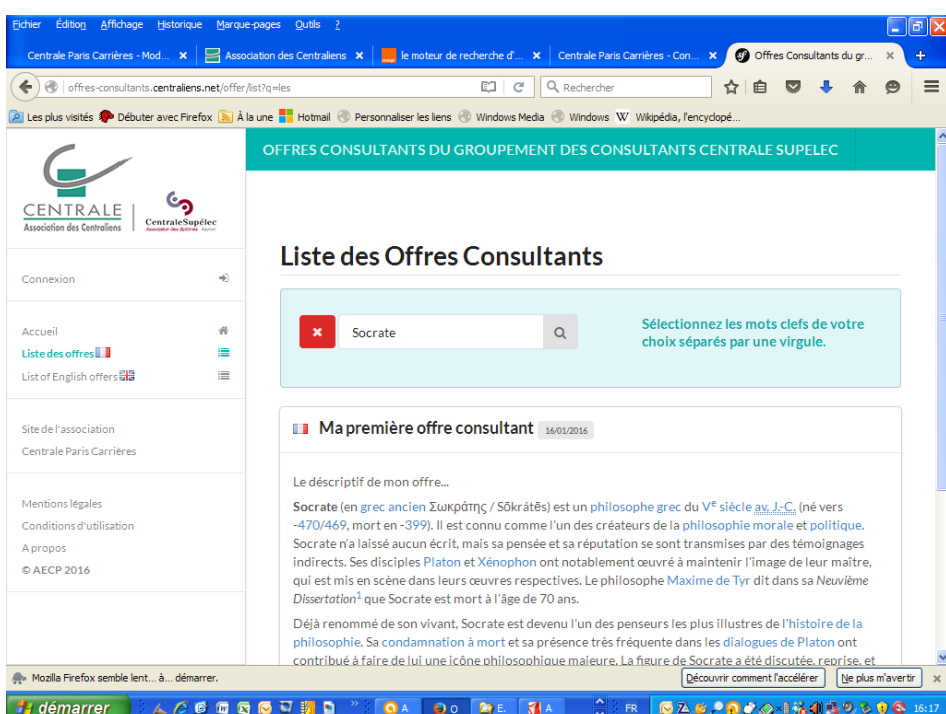 Fichier Édition Affichage Historique Marque-pages Outils ?
Centrale Paris Carrières - Mod... Association des Centraliens le moteur de recherche d'... Centrale Paris Carrières - Con... Offres Consultants du gr...
offres-consultants.centraliens.net/offer/list?q=les Rechercher
Les plus visités Débuter avec Firefox À la une Hotmail Personnaliser les liens Windows Media Windows W Wikipédia, l'encyclopé...
OFFRES CONSULTANTS DU GROUPEMENT DES CONSULTANTS CENTRALE SUPELEC
CENTRALE
Association des Centraliens
CentraleSupélec
Connexion
Accueil
Liste des offres
List of English offers
Site de l'association
Centrale Paris Carrières
Mentions légales
Conditions d'utilisation
A propos
© AECP 2016
Liste des Offres Consultants
Socrate
Sélectionnez les mots clefs de votre
choix séparés par une virgule.
Ma première offre consultant 16/01/2016
Le déscriptif de mon offre...
Socrate (en grec ancien Σωκράτης / Sōkrátēs) est un philosophe grec du Ve siècle av. J.-C. (né vers
-470/469, mort en -399). Il est connu comme l'un des créateurs de la philosophie morale et politique.
Socrate n'a laissé aucun écrit, mais sa pensée et sa réputation se sont transmises par des témoignages
indirects. Ses disciples Platon et Xénophon ont notablement œuvré à maintenir l'image de leur maître,
qui est mis en scène dans leurs œuvres respectives. Le philosophe Maxime de Tyr dit dans sa Neuvième
Dissertation1 que Socrate est mort à l'âge de 70 ans.
Déjà renommé de son vivant, Socrate est devenu l'un des penseurs les plus illustres de l'histoire de la
philosophie. Sa condamnation à mort et sa présence très fréquente dans les dialogues de Platon ont
contribué à faire de lui une icône philosophique majeure. La figure de Socrate a été discutée, reprise, et
Mozilla Firefox semble lent... à... démarrer. Découvrir comment l'accélérer Ne plus m'avertir
démarrer A O E. A FR 16:17